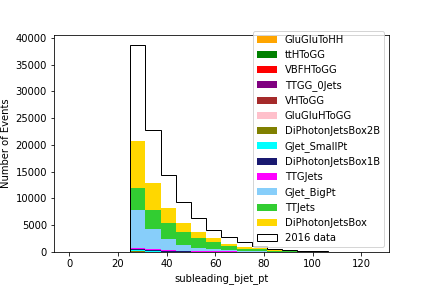 40000
35000
30000
25000
20000
15000
10000
5000
0
Number of Events
0 20 40 60 80 100 120
subleading_bjet_pt
GluGluToHH
ttHToGG
VBFHToGG
TTGG_0Jets
VHToGG
GluGluHToGG
DiPhotonJetsBox2B
GJet_SmallPt
DiPhotonJetsBox1B
TTGJets
GJet_BigPt
TTJets
DiPhotonJetsBox
2016 data